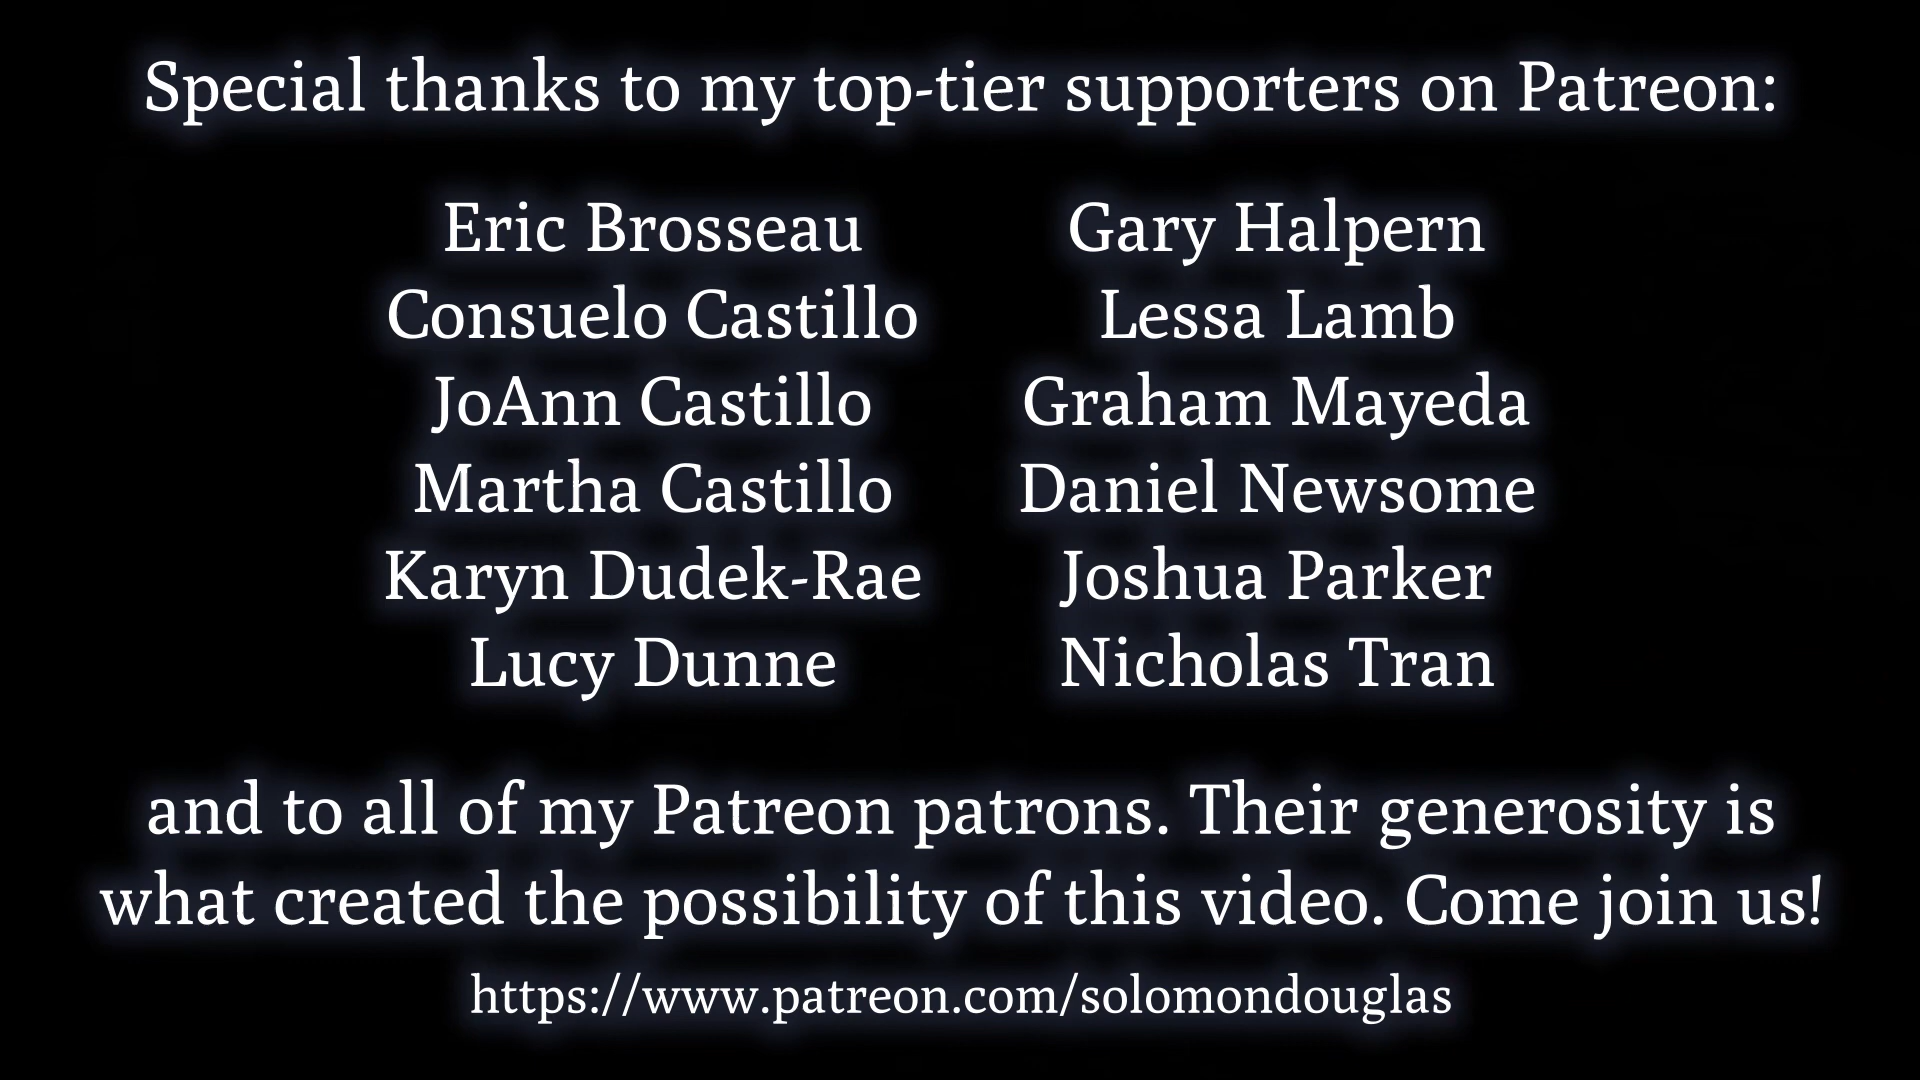 Special thanks to my top-tier supporters on Patreon:
Eric Brosseau
Consuelo Castillo
JoAnn Castillo
Martha Castillo
Karyn Dudek-Rae
Lucy Dunne
Gary Halpern
Lessa Lamb
Graham Mayeda
Daniel Newsome
Joshua Parker
Nicholas Tran
and to all of my Patreon patrons. Their generosity is
what created the possibility of this video. Come join us!
https://www.patreon.com/solomondouglas